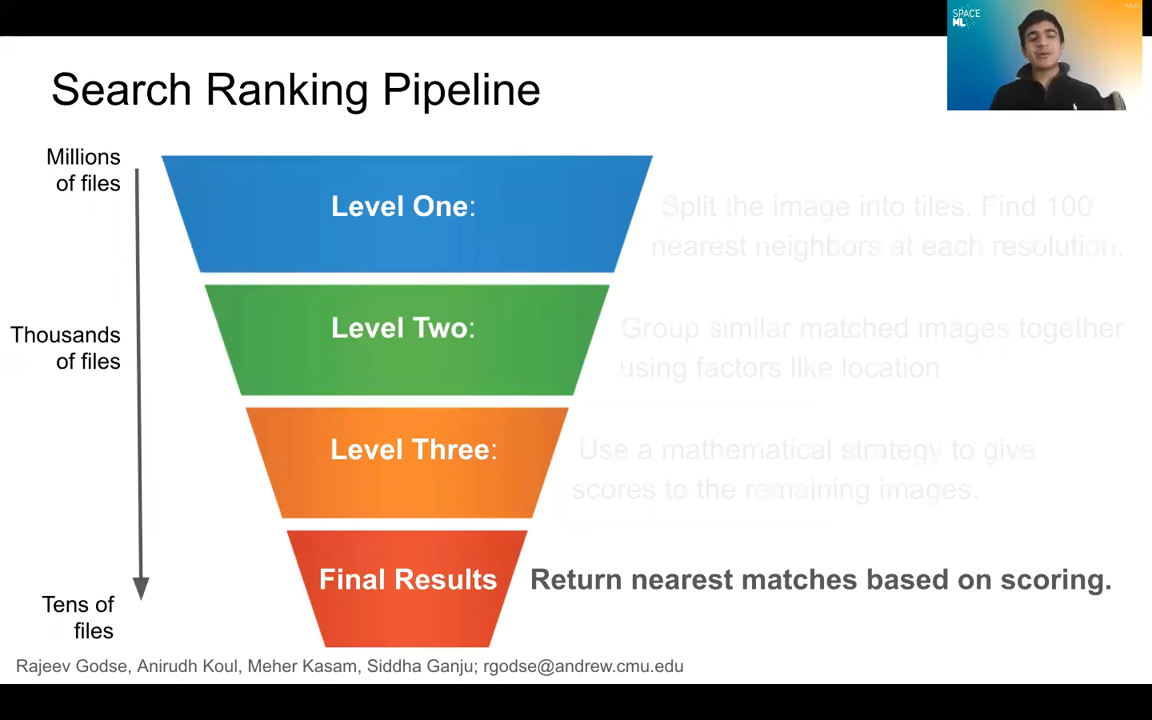 SPACE
ML
Search Ranking Pipeline
Millions
of files
Level One:
Split the image into tiles. Find 100
nearest neighbors at each resolution.
Thousands
of files
Level Two:
Group similar matched images together
using factors like location
Level Three:
Use a mathematical strategy to give
scores to the remaining images.
Final Results
Return nearest matches based on scoring.
Tens of
files
Rajeev Godse, Anirudh Koul, Meher Kasam, Siddha Ganju; rgodse@andrew.cmu.edu